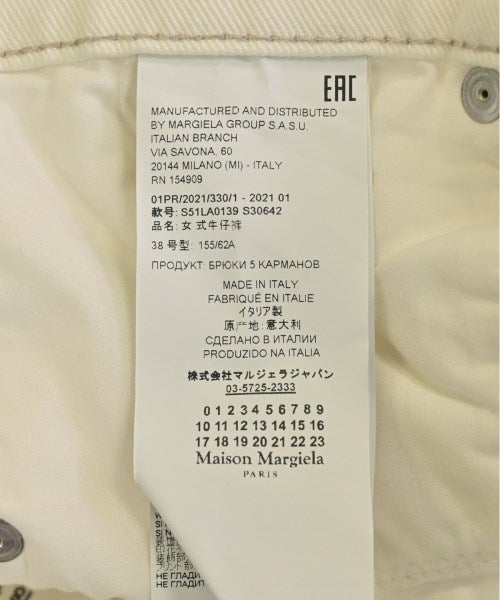 EAC
MANUFACTURED AND DISTRIBUTED
BY MARGIELA GROUP S.A.S.U.
ITALIAN BRANCH
VIA SAVONA, 60
20144 MILANO (MI) - ITALY
RN 154909
01PR/2021/330/1 - 2021 01
款号: S51LA0139 S30642
品名: 女 式牛仔裤
38 号型: 155/62A
ПРОДУКТ: БРЮКИ 5 КАРМАНОВ
MADE IN ITALY
FABRIQUÉ EN ITALIE
イタリア製
原产地: 意大利
СДЕЛАНО В ИТАЛИИ
PRODUZIDO NA ITALIA
株式会社マルジェラジャパン
03-5725-2333
0 1 2 3 4 5 6 7 8 9
10 11 12 13 14 15 16
17 18 19 20 21 22 23
Maison Margiela
PARIS
НЕ ГЛАДИТ
НЕ ГЛАДИТ